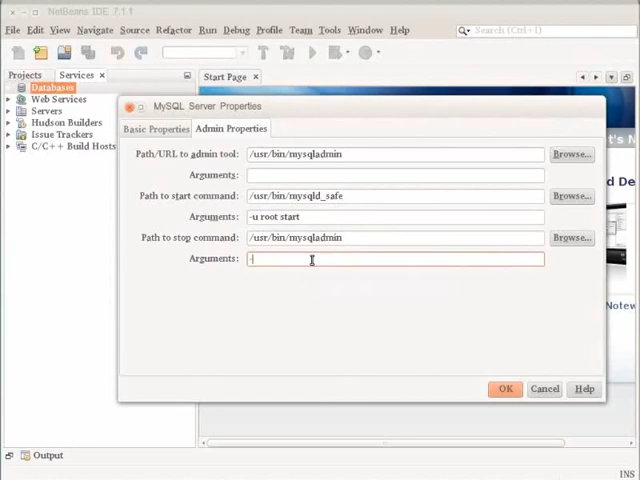 NetBeans IDE 7.1.1
File Edit View Navigate Source Refactor Run Debug Profile Team Tools Window Help
Search (Ctrl+I)
Projects Services Start Page
Databases
Web Services
Servers
Hudson Builders
Issue Trackers
C/C++ Build Hosts
MySQL Server Properties
Basic Properties Admin Properties
Path/URL to admin tool: /usr/bin/mysqladmin Browse...
Arguments:
Path to start command: /usr/bin/mysqld_safe Browse...
Arguments: -u root start
Path to stop command: /usr/bin/mysqladmin Browse...
Arguments: -
OK Cancel Help
Output
INS